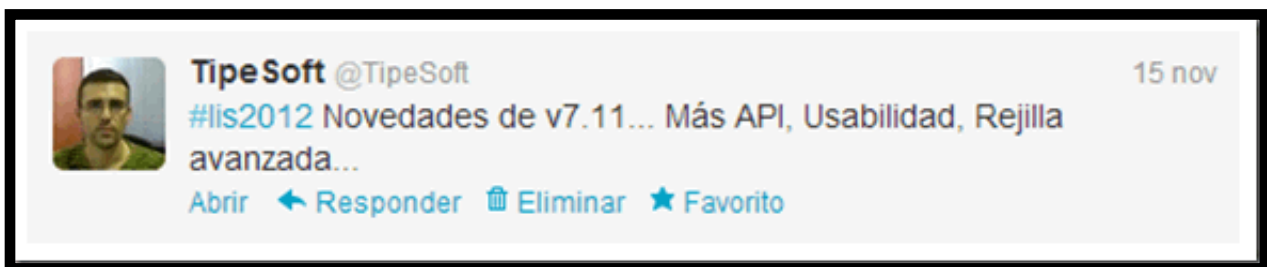 TipeSoft @TipeSoft 15 nov
#lis2012 Novedades de v7.11... Más API, Usabilidad, Rejilla
avanzada...
Abrir Responder Eliminar Favorito